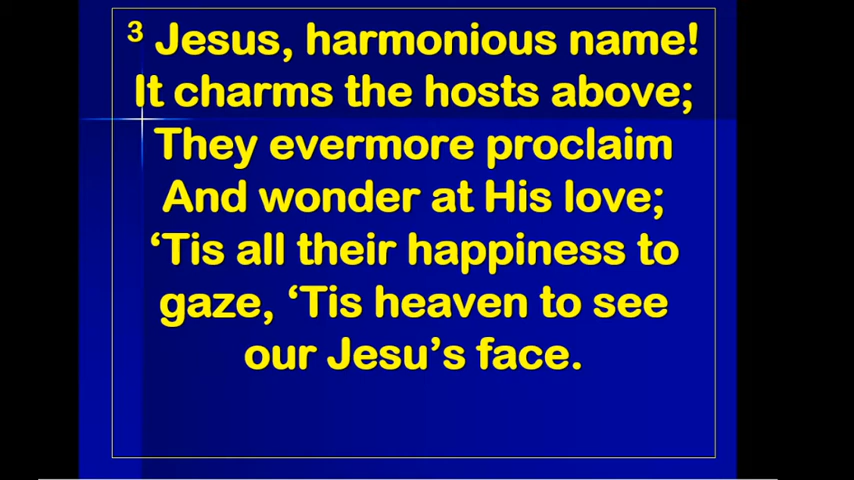 ³ Jesus, harmonious name!
It charms the hosts above;
They evermore proclaim
And wonder at His love;
‘Tis all their happiness to
gaze, ‘Tis heaven to see
our Jesu’s face.